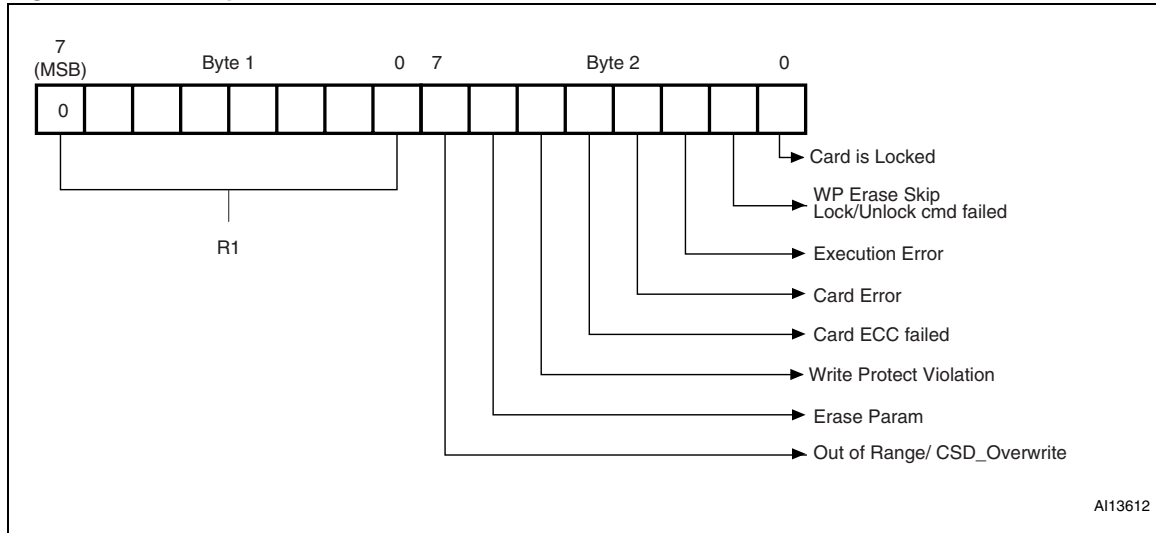 7
(MSB) Byte 1 0 7 Byte 2 0
0
Card is Locked
WP Erase Skip
Lock/Unlock cmd failed
R1
Execution Error
Card Error
Card ECC failed
Write Protect Violation
Erase Param
Out of Range/ CSD_Overwrite
AI13612